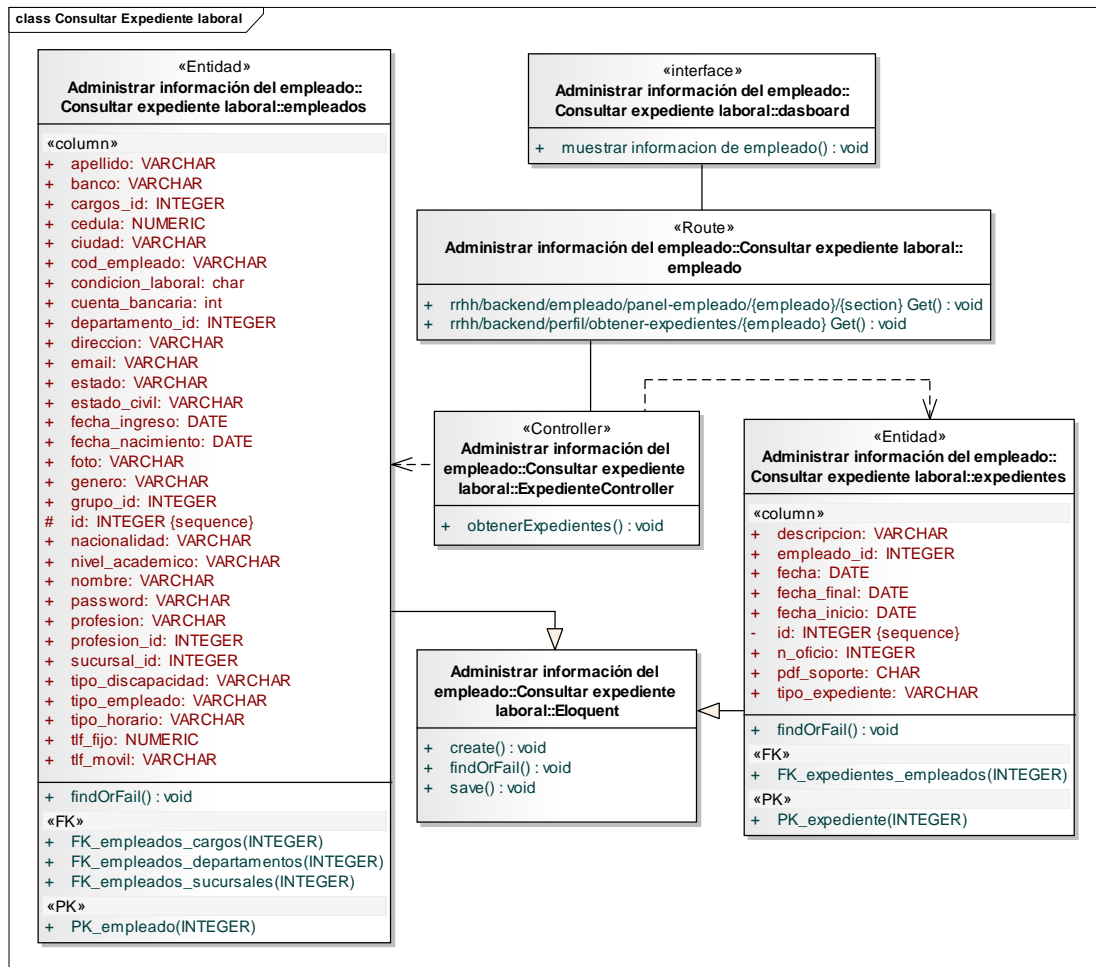 class Consultar Expediente laboral
«Entidad»
Administrar información del empleado::
Consultar expediente laboral::empleados
«column»
+ apellido: VARCHAR
+ banco: VARCHAR
+ cargos_id: INTEGER
+ cedula: NUMERIC
+ ciudad: VARCHAR
+ cod_empleado: VARCHAR
+ condicion_laboral: char
+ cuenta_bancaria: int
+ departamento_id: INTEGER
+ direccion: VARCHAR
+ email: VARCHAR
+ estado: VARCHAR
+ estado_civil: VARCHAR
+ fecha_ingreso: DATE
+ fecha_nacimiento: DATE
+ foto: VARCHAR
+ genero: VARCHAR
+ grupo_id: INTEGER
# id: INTEGER {sequence}
+ nacionalidad: VARCHAR
+ nivel_academico: VARCHAR
+ nombre: VARCHAR
+ password: VARCHAR
+ profesion: VARCHAR
+ profesion_id: INTEGER
+ sucursal_id: INTEGER
+ tipo_discapacidad: VARCHAR
+ tipo_empleado: VARCHAR
+ tipo_horario: VARCHAR
+ tlf_fijo: NUMERIC
+ tlf_movil: VARCHAR
+ findOrFail() : void
«FK»
+ FK_empleados_cargos(INTEGER)
+ FK_empleados_departamentos(INTEGER)
+ FK_empleados_sucursales(INTEGER)
«PK»
+ PK_empleado(INTEGER)
«interface»
Administrar información del empleado::
Consultar expediente laboral::dasboard
+ muestrar informacion de empleado() : void
«Route»
Administrar información del empleado::Consultar expediente laboral::
empleado
+ rrhh/backend/empleado/panel-empleado/{empleado}/{section} Get() : void
+ rrhh/backend/perfil/obtener-expedientes/{empleado} Get() : void
«Controller»
Administrar información del
empleado::Consultar expediente
laboral::ExpedienteController
+ obtenerExpedientes() : void
Administrar información del
empleado::Consultar expediente
laboral::Eloquent
+ create() : void
+ findOrFail() : void
+ save() : void
«Entidad»
Administrar información del empleado::
Consultar expediente laboral::expedientes
«column»
+ descripcion: VARCHAR
+ empleado_id: INTEGER
+ fecha: DATE
+ fecha_final: DATE
+ fecha_inicio: DATE
- id: INTEGER {sequence}
+ n_oficio: INTEGER
+ pdf_soporte: CHAR
+ tipo_expediente: VARCHAR
+ findOrFail() : void
«FK»
+ FK_expedientes_empleados(INTEGER)
«PK»
+ PK_expediente(INTEGER)